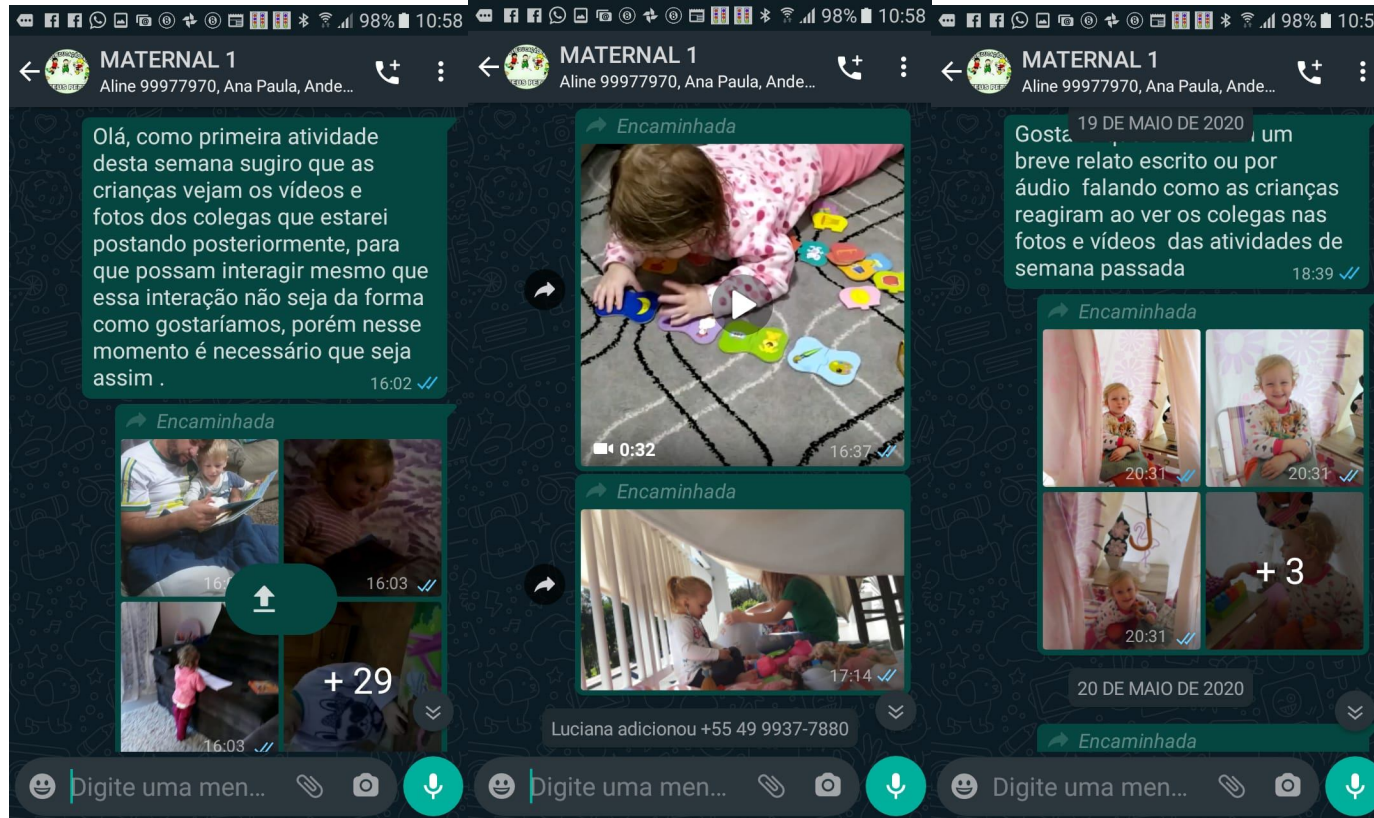 98% 10:58
MATERNAL 1
Aline 99977970, Ana Paula, Ande...
Olá, como primeira atividade
desta semana sugiro que as
crianças vejam os vídeos e
fotos dos colegas que estarei
postando posteriormente, para
que possam interagir mesmo que
essa interação não seja da forma
como gostaríamos, porém nesse
momento é necessário que seja
assim .
16:02
Encaminhada
16:03
+ 29
16:03
Digite uma men...
98% 10:58
MATERNAL 1
Aline 99977970, Ana Paula, Ande...
Encaminhada
0:32
16:37
Encaminhada
17:14
Luciana adicionou +55 49 9937-7880
Digite uma men...
98% 10:5
MATERNAL 1
Aline 99977970, Ana Paula, Ande...
19 DE MAIO DE 2020
Gosta um
breve relato escrito ou por
áudio falando como as crianças
reagiram ao ver os colegas nas
fotos e vídeos das atividades de
semana passada
18:39
Encaminhada
20:31
20:31
20:31
+ 3
20 DE MAIO DE 2020
Encaminhada
Digite uma men...